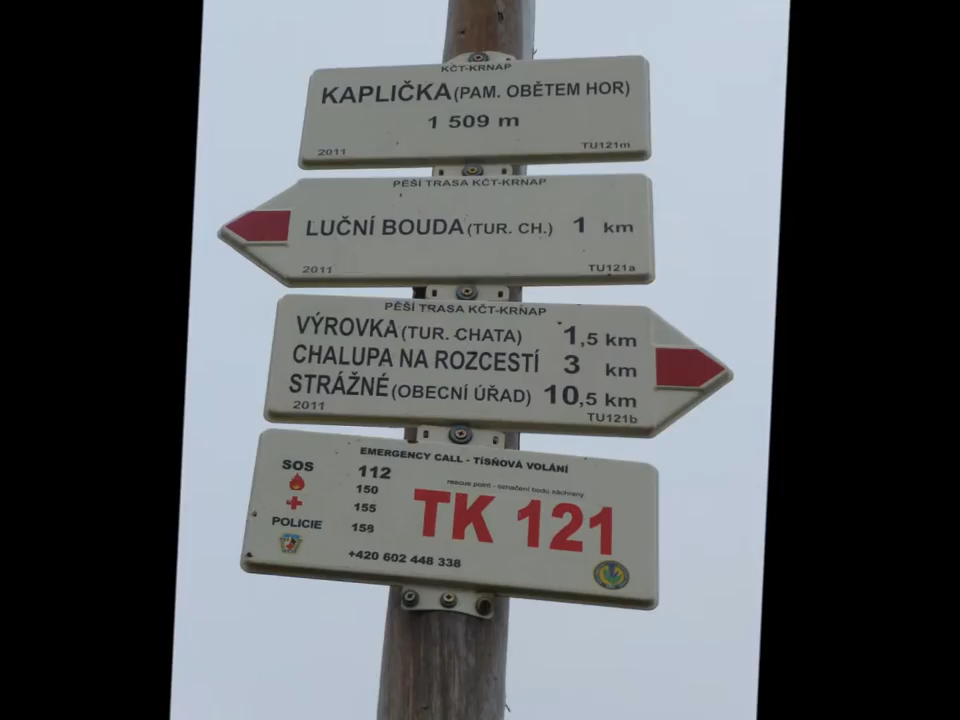 KČT-KRNAP
KAPLIČKA (PAM. OBĚTEM HOR)
1 509 m
2011 TU121m
PĚŠÍ TRASA KČT-KRNAP
LUČNÍ BOUDA (TUR. CH.) 1 km
2011 TU121a
PĚŠÍ TRASA KČT-KRNAP
VÝROVKA (TUR. CHATA) 1,5 km
CHALUPA NA ROZCESTÍ 3 km
STRÁŽNÉ (OBECNÍ ÚŘAD) 10,5 km
2011 TU121b
EMERGENCY CALL - TÍSŇOVÁ VOLÁNÍ
rescue point - označení bodu záchrany
SOS 112
150
155
POLICIE 158
TK 121
+420 602 448 338